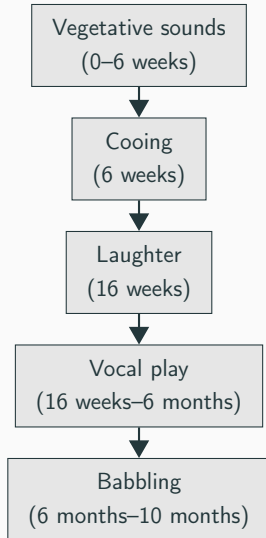 Vegetative sounds
(0–6 weeks)
Cooing
(6 weeks)
Laughter
(16 weeks)
Vocal play
(16 weeks–6 months)
Babbling
(6 months–10 months)